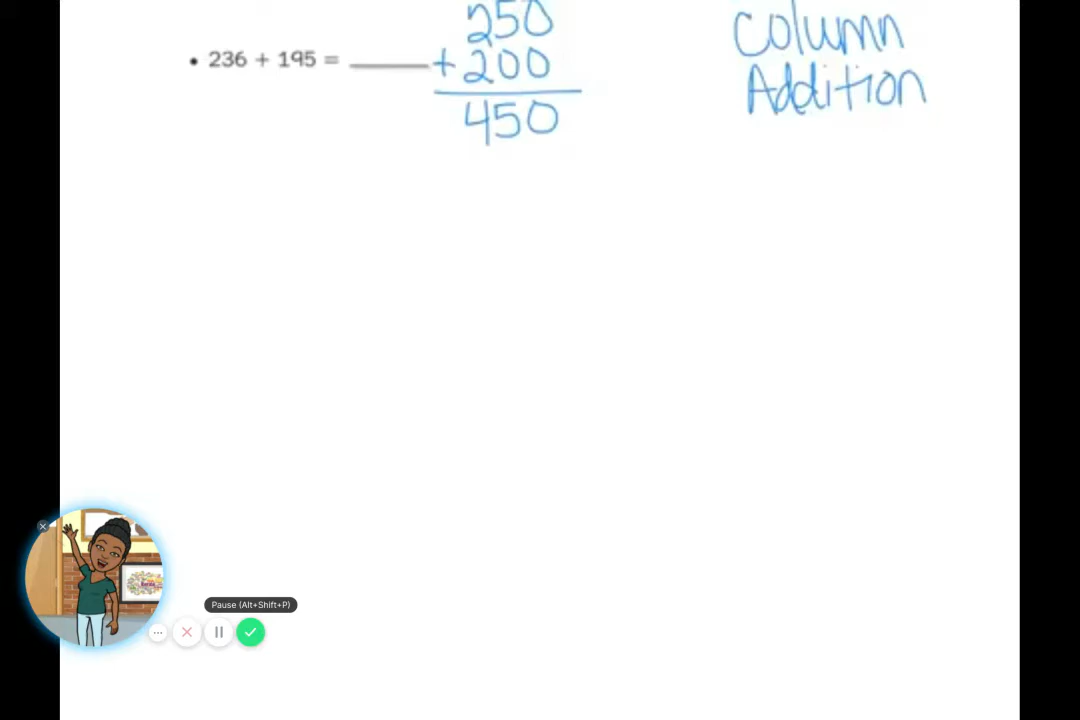 250
• 236 + 195 = ______ +200
450
Column
Addition
Pause (Alt+Shift+P)